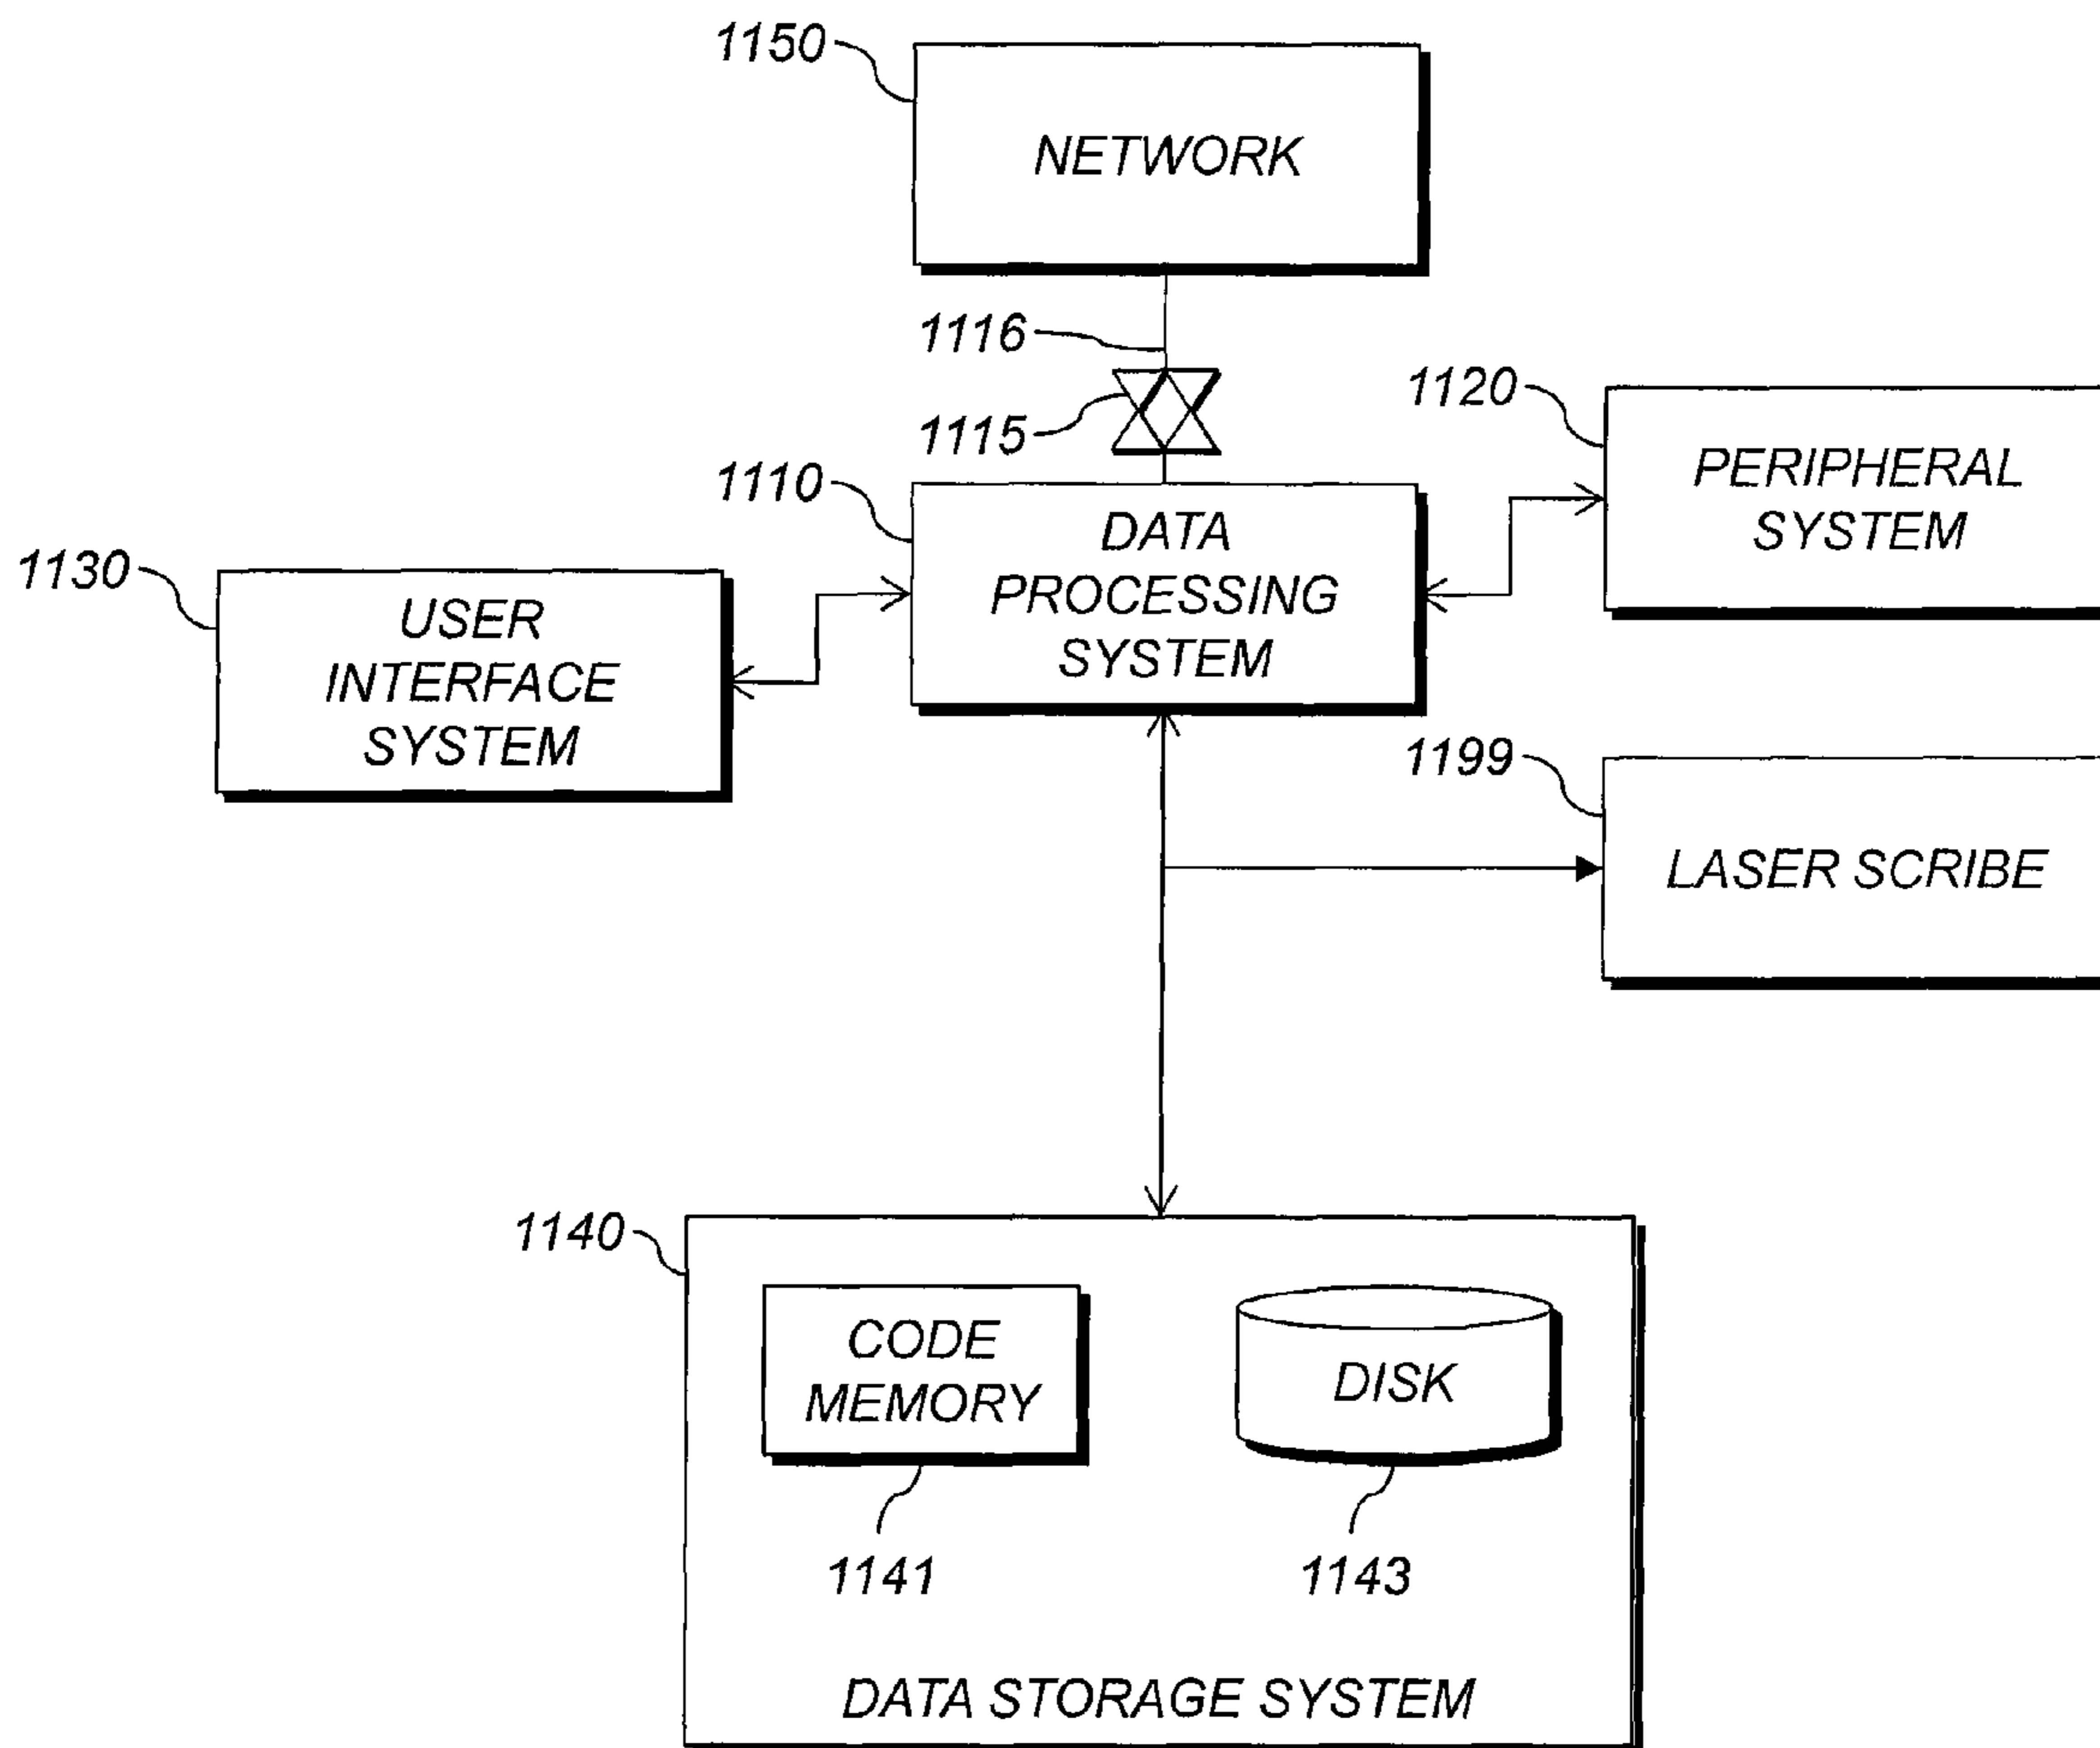 1150
NETWORK
1116
1115
1120
PERIPHERAL
SYSTEM
1110
DATA
PROCESSING
SYSTEM
1130
USER
INTERFACE
SYSTEM
1199
LASER SCRIBE
1140
CODE
MEMORY
DISK
1141
1143
DATA STORAGE SYSTEM